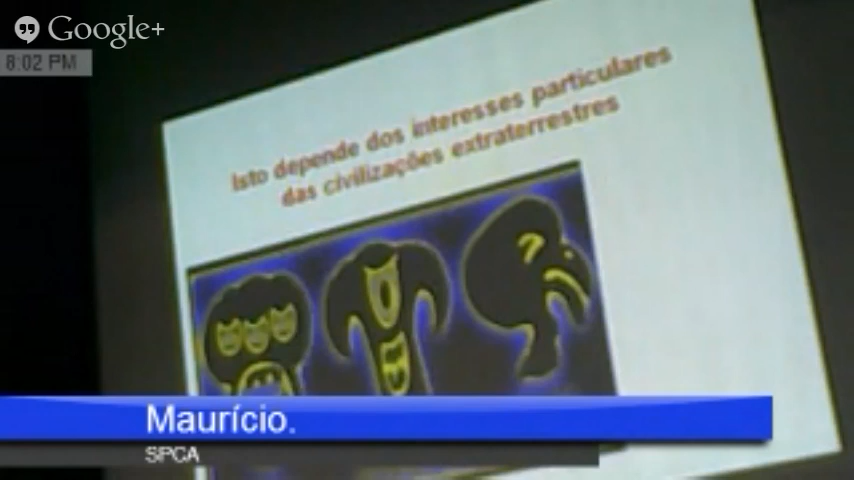 Google+
8:02 PM
Isto depende dos interesses particulares
das civilizações extraterrestres
Maurício.
SPCA